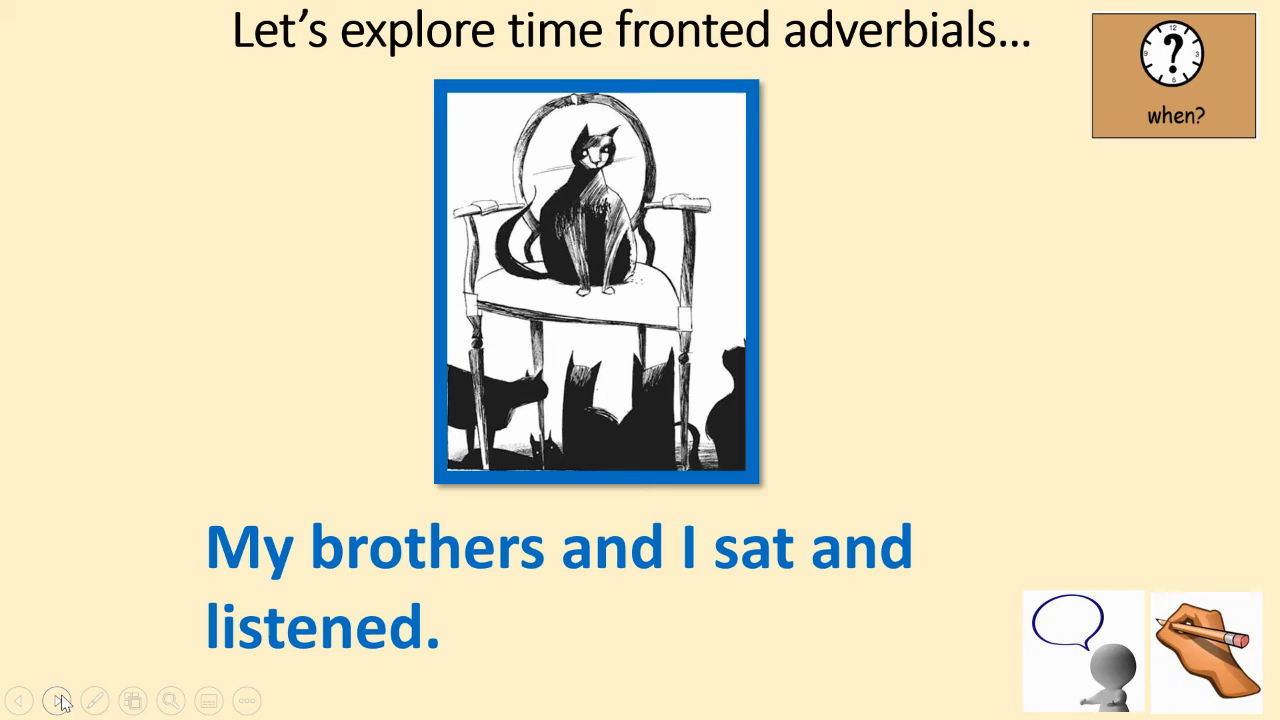 Let's explore time fronted adverbials...
?
when?
My brothers and I sat and
listened.